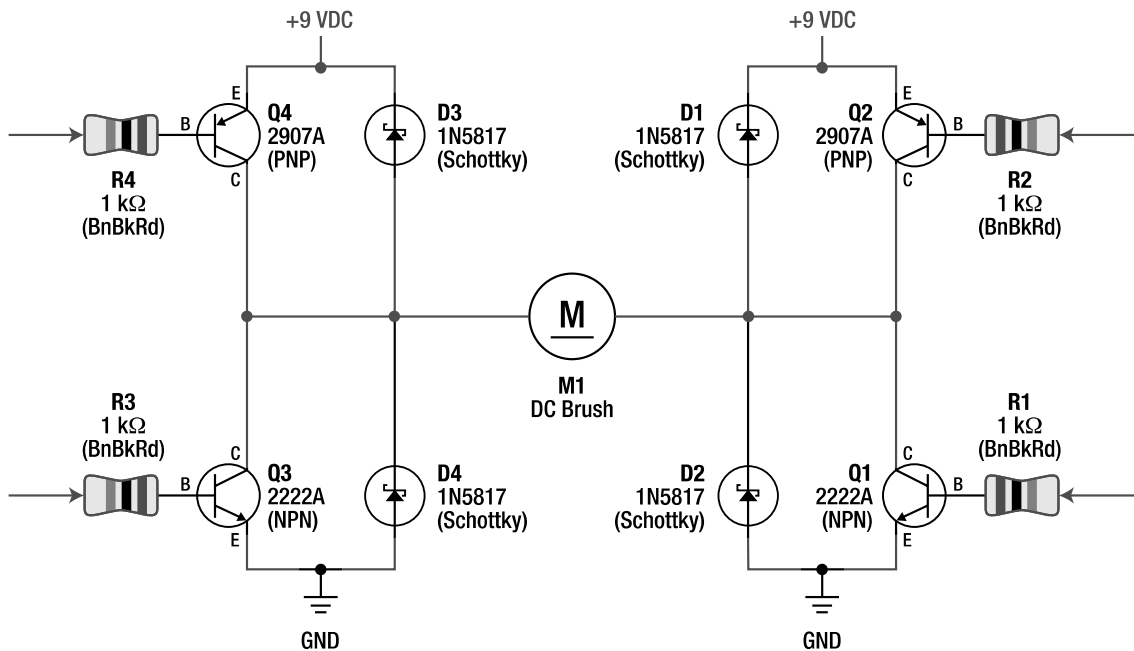 +9 VDC
+9 VDC
E
B
C
Q4
2907A
(PNP)
R4
1 kΩ
(BnBkRd)
D3
1N5817
(Schottky)
D1
1N5817
(Schottky)
Q2
2907A
(PNP)
E
B
C
R2
1 kΩ
(BnBkRd)
M
M1
DC Brush
R3
1 kΩ
(BnBkRd)
C
B
E
Q3
2222A
(NPN)
D4
1N5817
(Schottky)
D2
1N5817
(Schottky)
Q1
2222A
(NPN)
C
B
E
R1
1 kΩ
(BnBkRd)
GND
GND